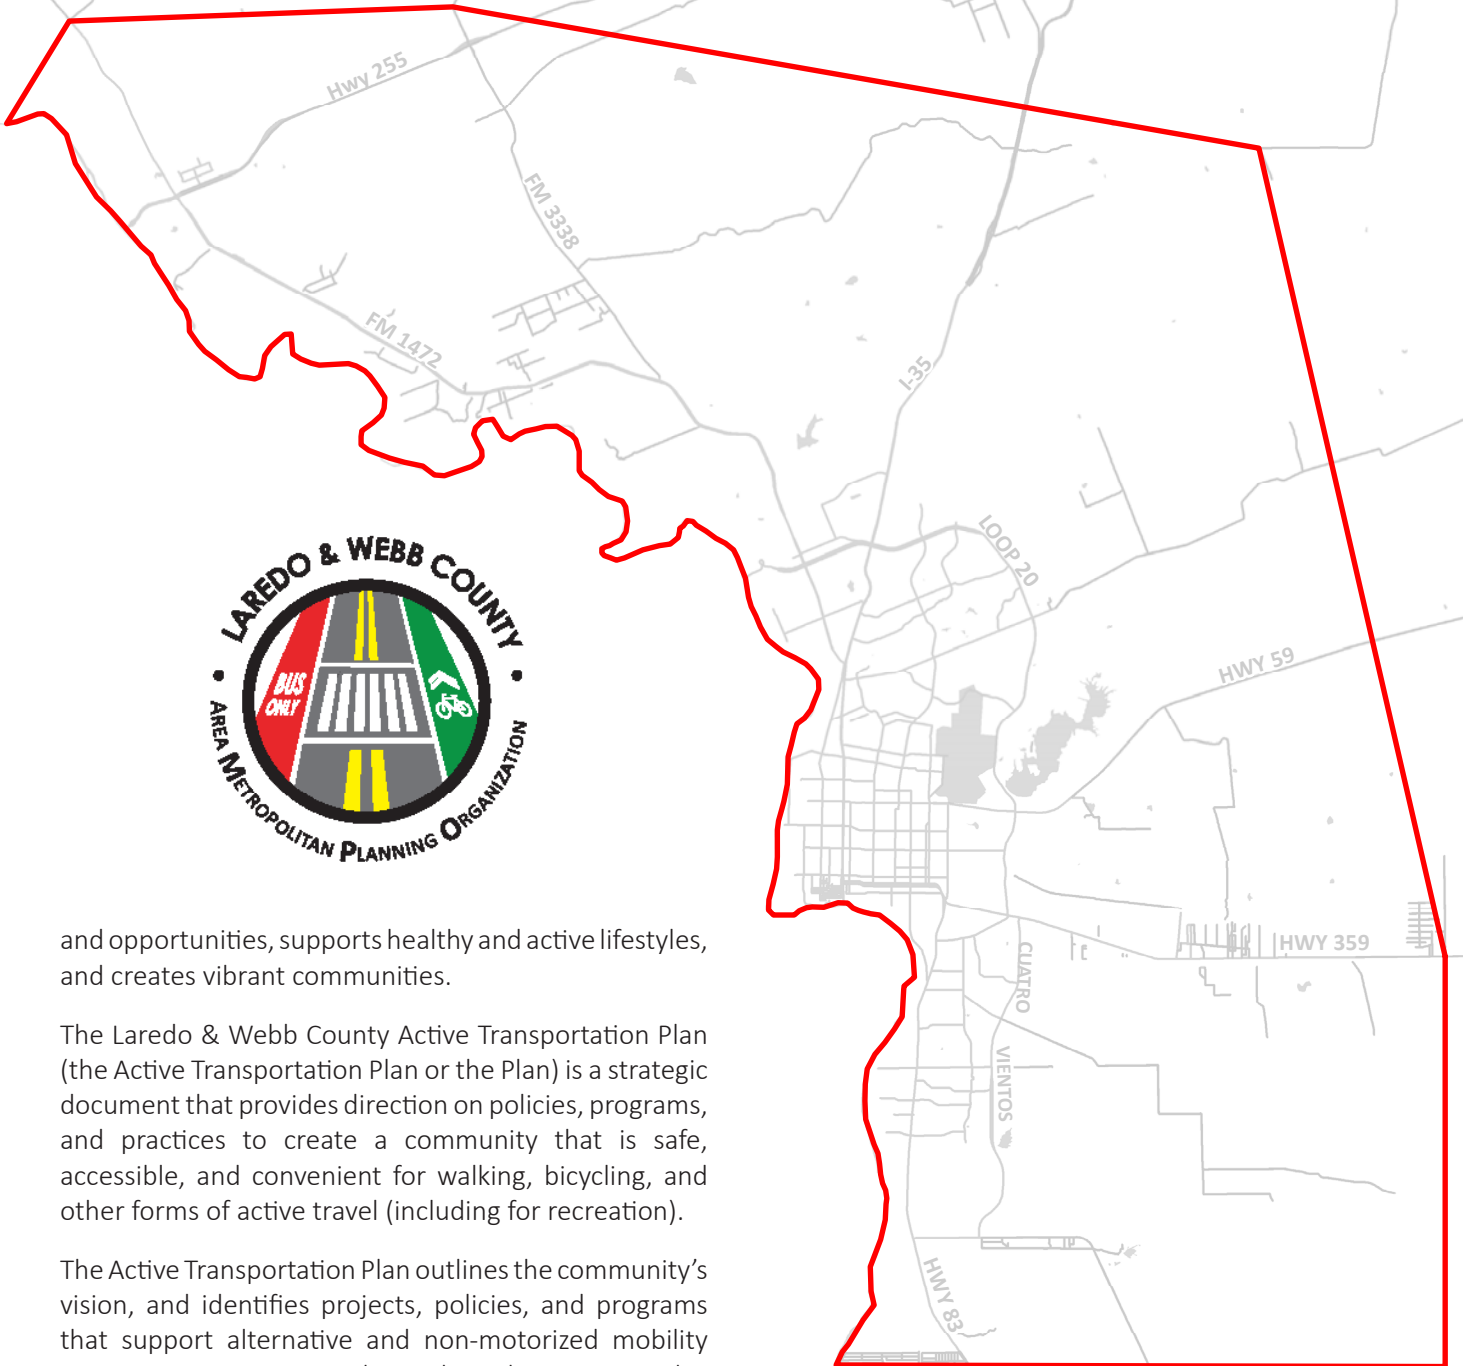 Hwy 255
FM 3338
FM 1472
I-35
LOOP 20
HWY 59
LAREDO & WEBB COUNTY
BUS
ONLY
AREA METROPOLITAN PLANNING ORGANIZATION
HWY 359
CUATRO
VIENTOS
HWY 83
and opportunities, supports healthy and active lifestyles,
and creates vibrant communities.
The Laredo & Webb County Active Transportation Plan
(the Active Transportation Plan or the Plan) is a strategic
document that provides direction on policies, programs,
and practices to create a community that is safe,
accessible, and convenient for walking, bicycling, and
other forms of active travel (including for recreation).
The Active Transportation Plan outlines the community’s
vision, and identifies projects, policies, and programs
that support alternative and non-motorized mobility